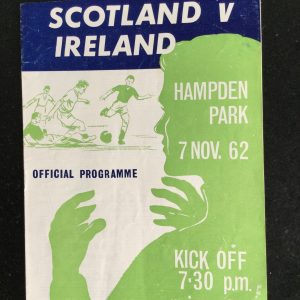 SCOTLAND V
IRELAND
HAMPDEN
PARK
7 NOV. 62
OFFICIAL PROGRAMME
KICK OFF
7·30 p.m.